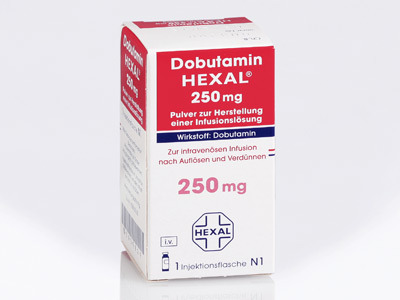 Dobutamin
HEXAL®
250 mg
Pulver zur Herstellung
einer Infusionslösung
Wirkstoff: Dobutamin
Zur intravenösen Infusion
nach Auflösen und Verdünnen
250 mg
HEXAL
i.v.
1 Injektionsflasche N1
Dobutamin HEXAL® 250 mg